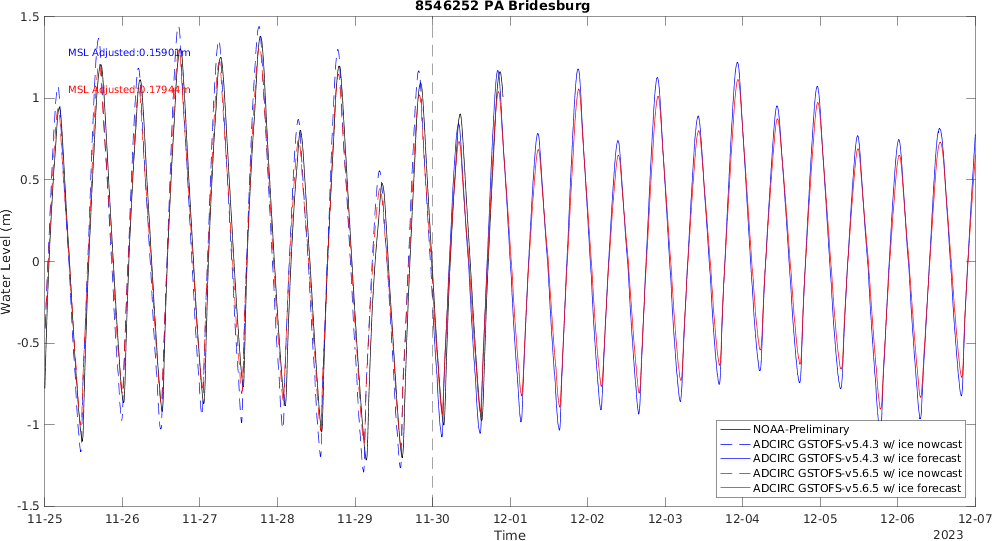 8546252 PA Bridesburg
1.5
1
0.5
0
-0.5
-1
-1.5
Water Level (m)
MSL Adjusted:0.15901m
MSL Adjusted:0.17944m
NOAA-Preliminary
ADCIRC GSTOFS-v5.4.3 w/ ice nowcast
ADCIRC GSTOFS-v5.4.3 w/ ice forecast
ADCIRC GSTOFS-v5.6.5 w/ ice nowcast
ADCIRC GSTOFS-v5.6.5 w/ ice forecast
11-25 11-26 11-27 11-28 11-29 11-30 12-01 12-02 12-03 12-04 12-05 12-06 12-07
Time
2023